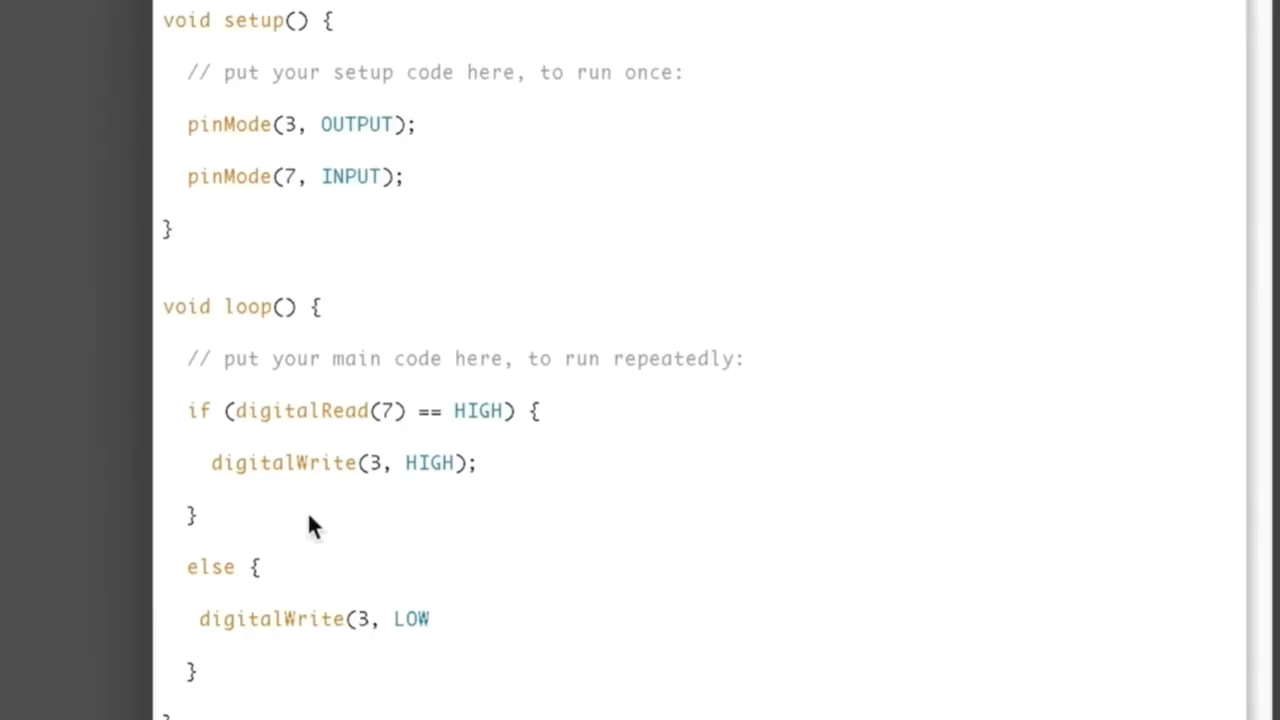 void setup() {
// put your setup code here, to run once:
pinMode(3, OUTPUT);
pinMode(7, INPUT);
}
void loop() {
// put your main code here, to run repeatedly:
if (digitalRead(7) == HIGH) {
digitalWrite(3, HIGH);
}
else {
digitalWrite(3, LOW
}
}